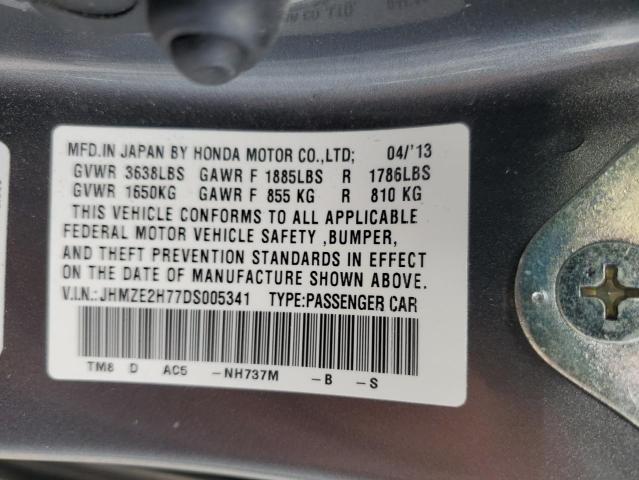 MFD.IN JAPAN BY HONDA MOTOR CO.,LTD; 04/'13
GVWR 3638LBS GAWR F 1885LBS R 1786LBS
GVWR 1650KG GAWR F 855 KG R 810 KG
THIS VEHICLE CONFORMS TO ALL APPLICABLE
FEDERAL MOTOR VEHICLE SAFETY ,BUMPER,
AND THEFT PREVENTION STANDARDS IN EFFECT
ON THE DATE OF MANUFACTURE SHOWN ABOVE.
V.I.N.:JHMZE2H77DS005341 TYPE:PASSENGER CAR
TM8 D AC5 -NH737M -B -S